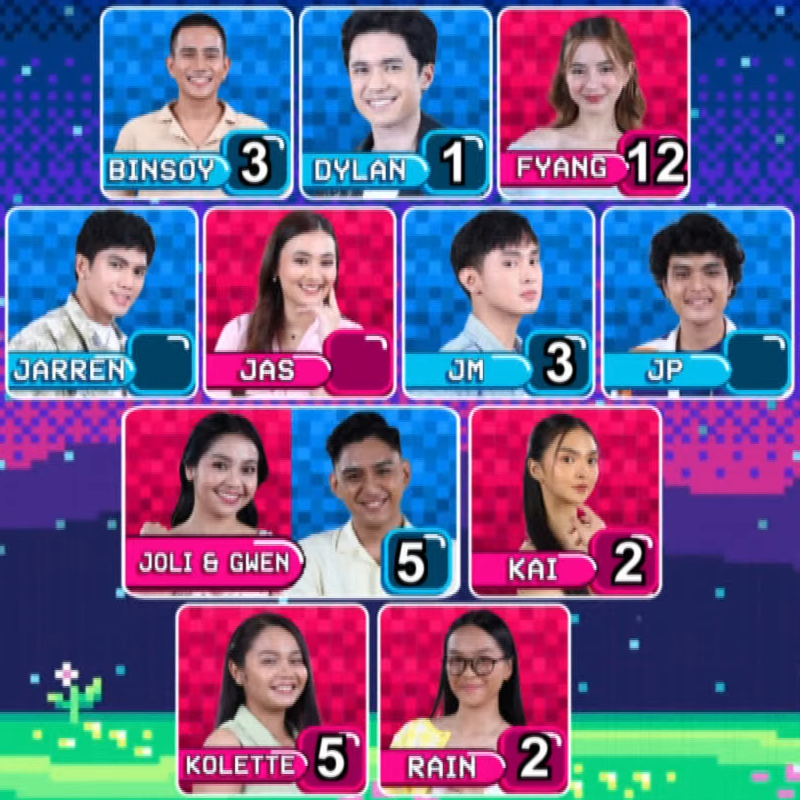 BINSOY 3
DYLAN 1
FYANG 12
JARREN
JAS
JM 3
JP
JOLI & GWEN 5
KAI 2
KOLETTE 5
RAIN 2